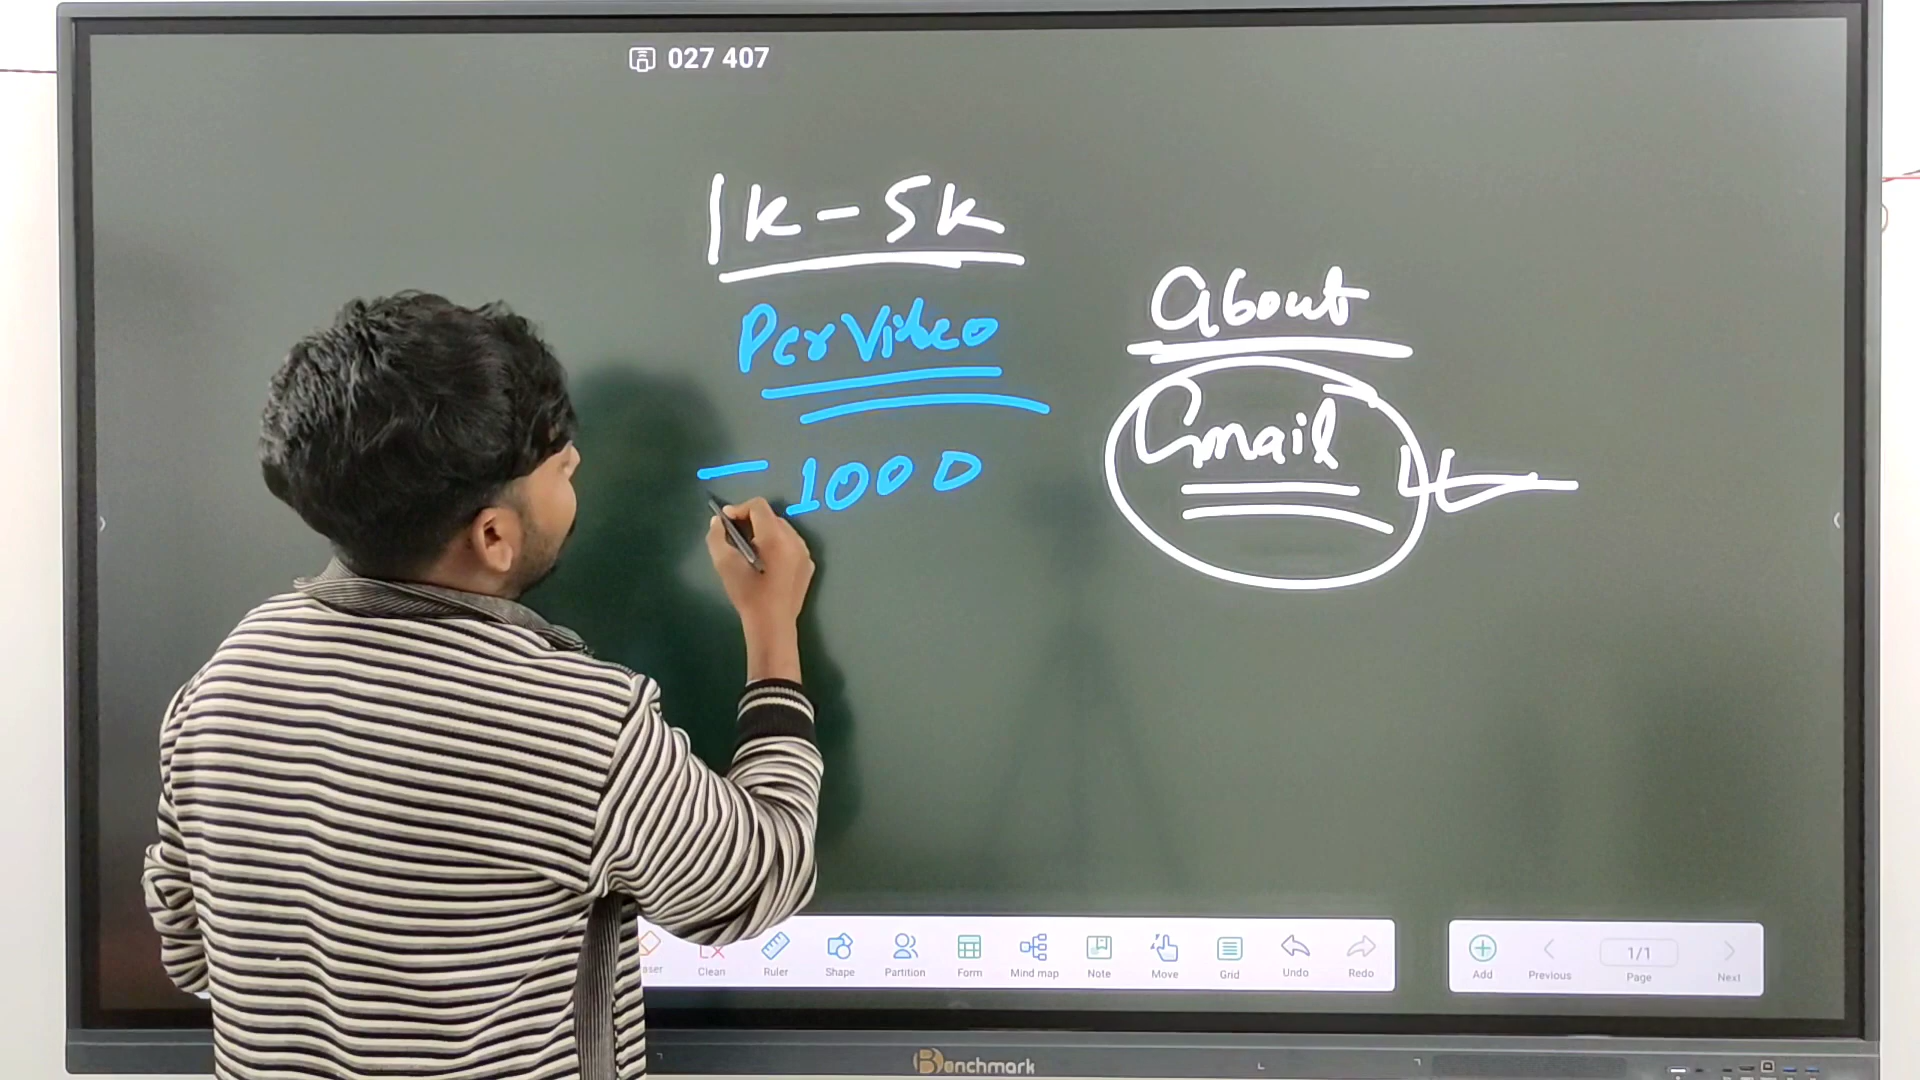 027 407
1k-5k
Per Video
1000
About
Gmail
Clean Ruler Shape Partition Form Mind map Note Move Grid Undo Redo
Add Previous 1/1 Page Next
Benchmark